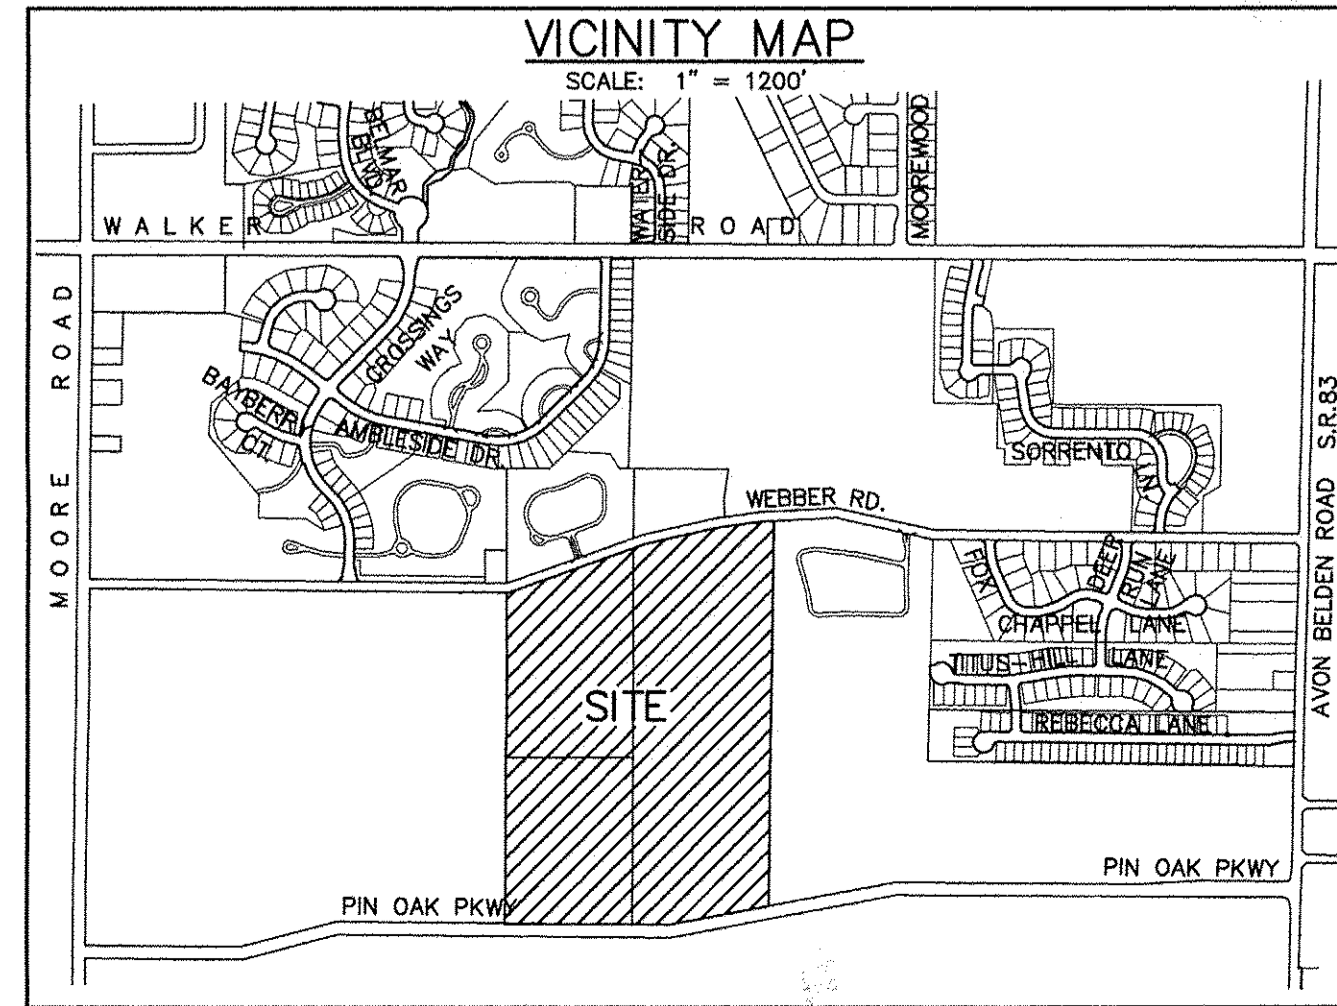 VICINITY MAP
SCALE: 1" = 1200'
BELMAR
BLVD
WATER
SIDE DR.
MOOREWOOD
WALKER ROAD
MOORE ROAD
CROSSINGS
WAY
BAYBERRY
CT.
AMBLESIDE DR.
SORRENTO
LN
AVON BELDEN ROAD S.R.83
WEBBER RD.
FOX
CHAPPEL LANE
DEEP
RUN
LANE
TITUS HILL LANE
SITE
REBECCA LANE
PIN OAK PKWY
PIN OAK PKWY